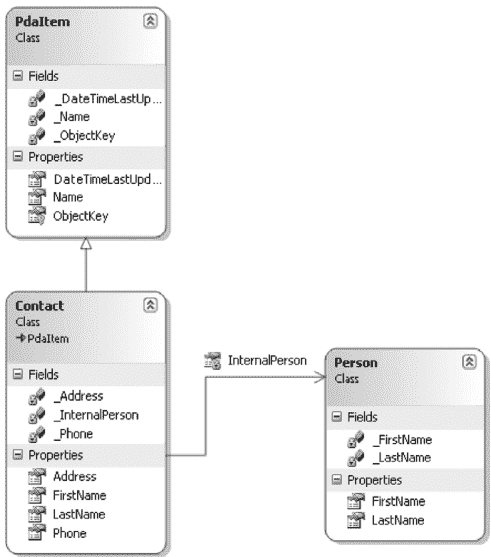 PdaItem
Class
Fields
_DateTimeLastUp...
_Name
_ObjectKey
Properties
DateTimeLastUpd...
Name
ObjectKey
Contact
Class
PdaItem
Fields
_Address
_InternalPerson
_Phone
Properties
Address
FirstName
LastName
Phone
InternalPerson
Person
Class
Fields
_FirstName
_LastName
Properties
FirstName
LastName